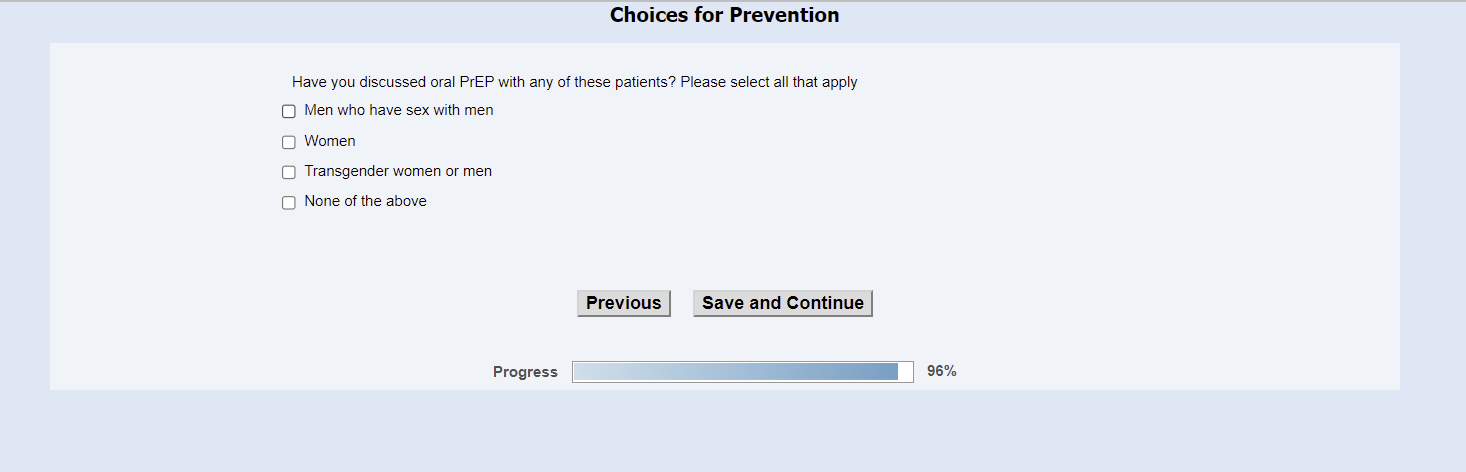 Choices for Prevention
Have you discussed oral PrEP with any of these patients? Please select all that apply
Men who have sex with men
Women
Transgender women or men
None of the above
Previous Save and Continue
Progress 96%